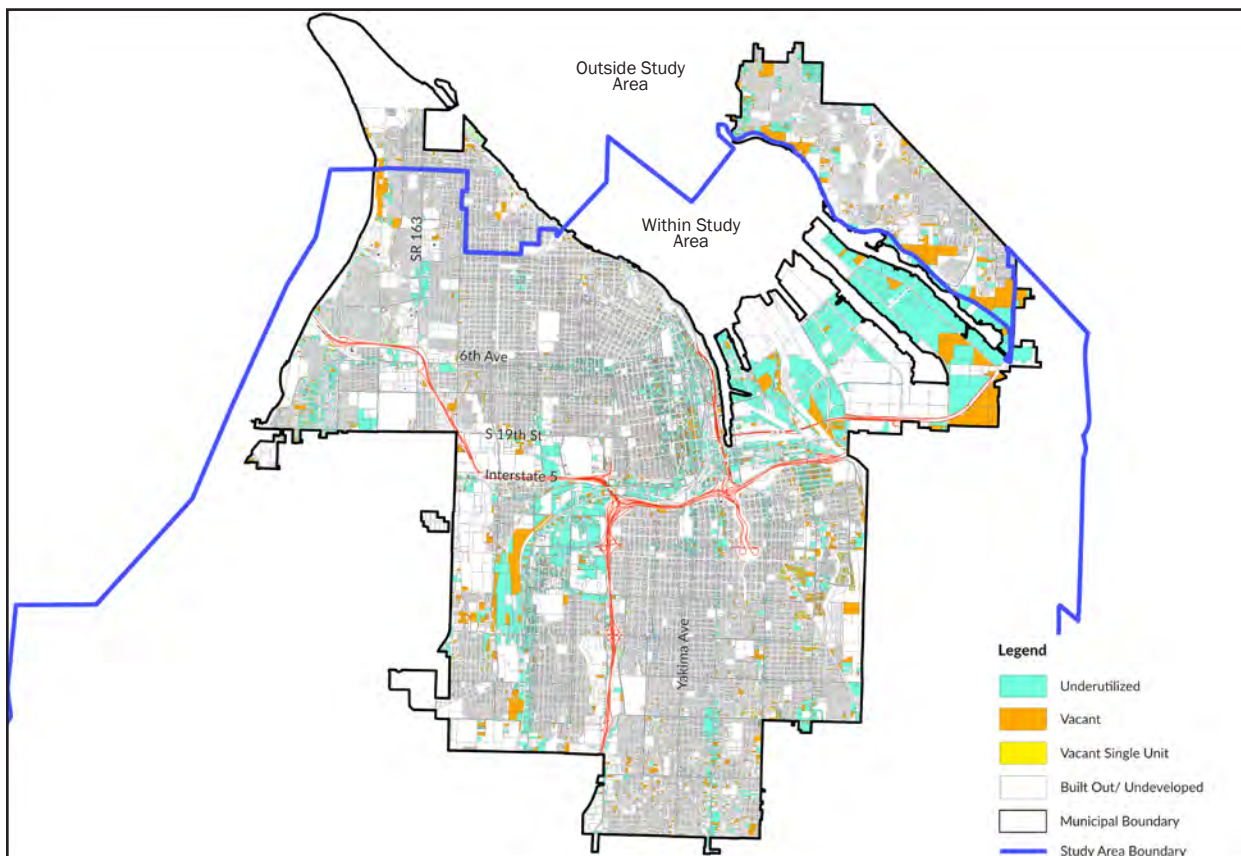 Outside Study
Area
Within Study
Area
SR 163
6th Ave
S 19th St
Interstate 5
Yakima Ave
Legend
Underutilized
Vacant
Vacant Single Unit
Built Out/ Undeveloped
Municipal Boundary
Study Area Boundary